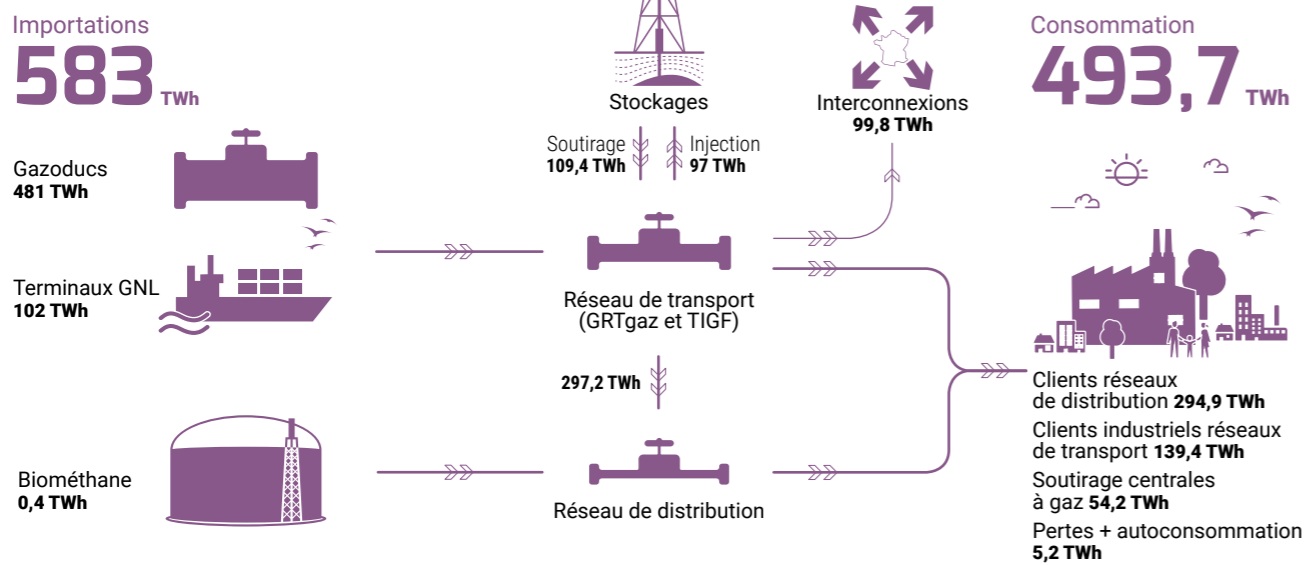 Importations
583 TWh
Gazoducs
481 TWh
Terminaux GNL
102 TWh
Biométhane
0,4 TWh
Stockages
Soutirage
109,4 TWh
Injection
97 TWh
Interconnexions
99,8 TWh
Réseau de transport
(GRTgaz et TIGF)
297,2 TWh
Réseau de distribution
Consommation
493,7 TWh
Clients réseaux
de distribution 294,9 TWh
Clients industriels réseaux
de transport 139,4 TWh
Soutirage centrales
à gaz 54,2 TWh
Pertes + autoconsommation
5,2 TWh